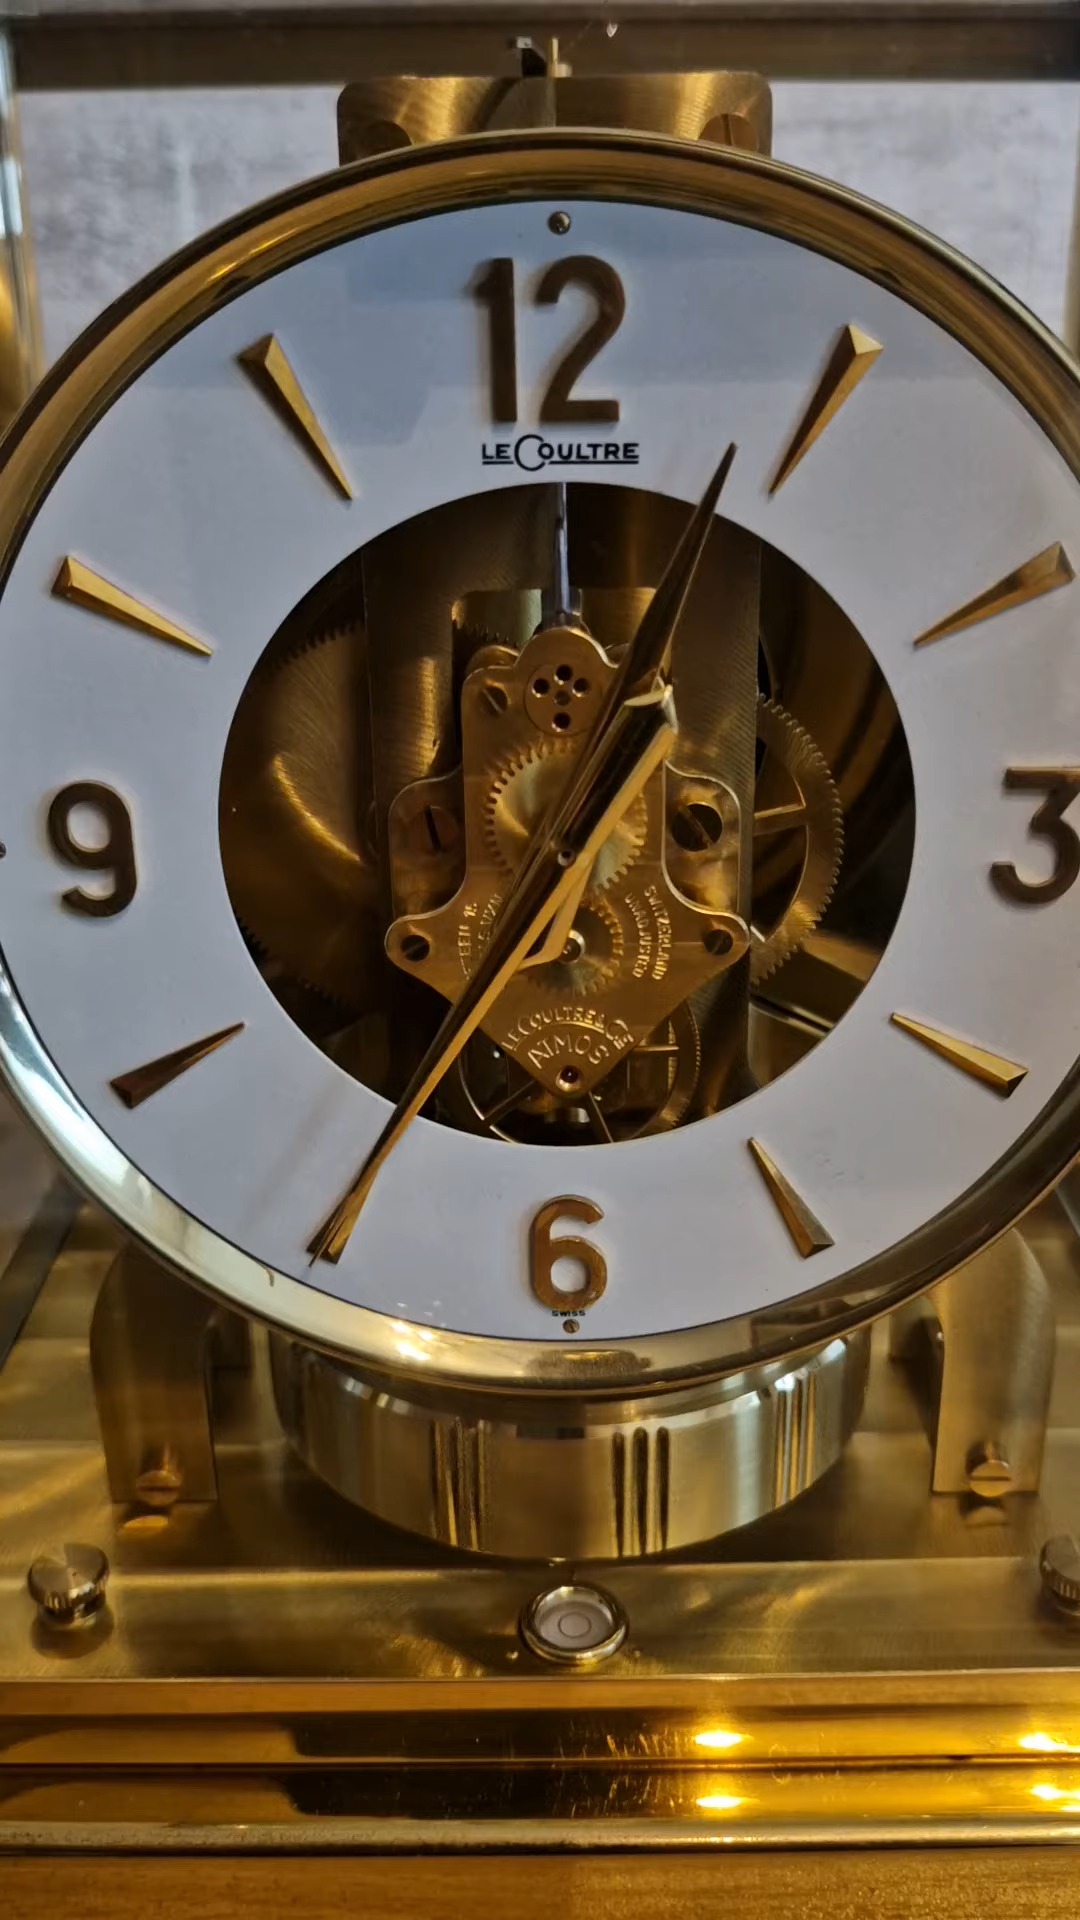 12
LECOULTRE
9
3
SWITZERLAND
UNADJUSTED
LECOULTRE & CIE
ATMOS
6
SWISS